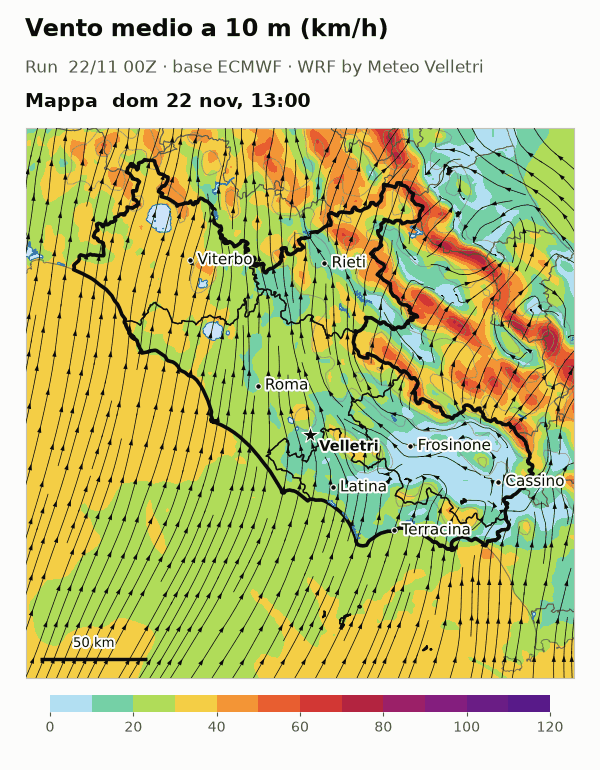 Vento medio a 10 m (km/h)
Run 22/11 00Z · base ECMWF · WRF by Meteo Velletri
Mappa dom 22 nov, 13:00
Viterbo
Rieti
Roma
Velletri
Frosinone
Latina
Cassino
Terracina
50 km
0 20 40 60 80 100 120